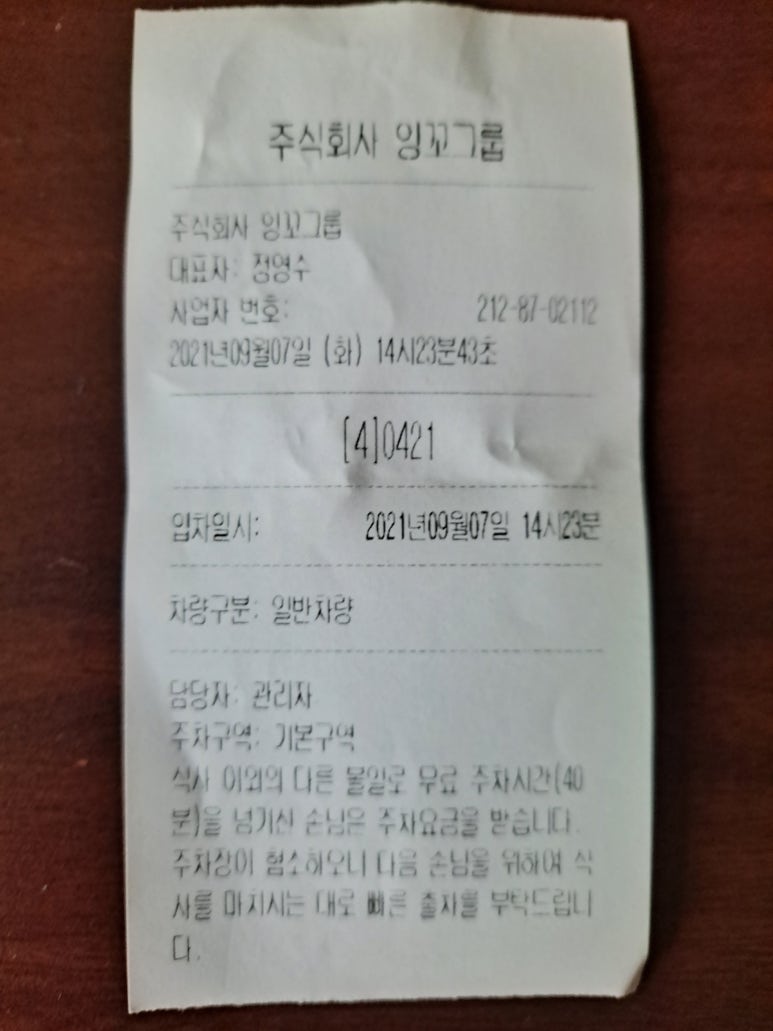 주식회사 잉꼬그룹
주식회사 잉꼬그룹
대표자: 정영수
사업자 번호: 212-87-02112
2021년09월07일 (화) 14시23분43초
[4]0421
입차일시: 2021년09월07일 14시23분
차량구분: 일반차량
담당자: 관리자
주차구역: 기본구역
식사 이외의 다른 볼일로 무료 주차시간(40
분)을 넘기신 손님은 주차요금을 받습니다.
주차장이 협소하오니 다음 손님을 위하여 식
사를 마치시는 대로 빠른 출차를 부탁드립니
다.